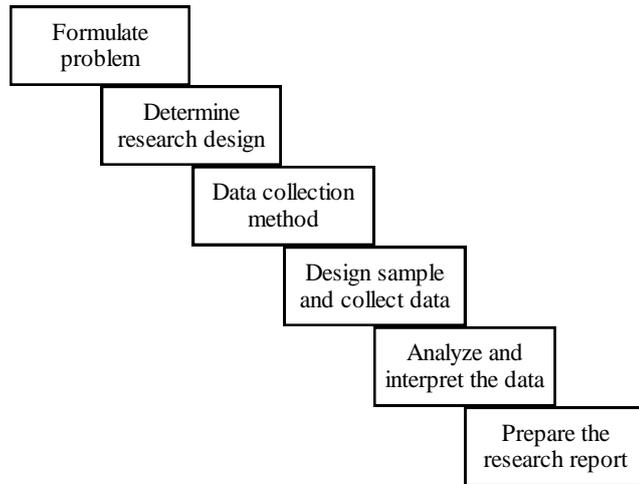 Formulate
problem
Determine
research design
Data collection
method
Design sample
and collect data
Analyze and
interpret the data
Prepare the
research report